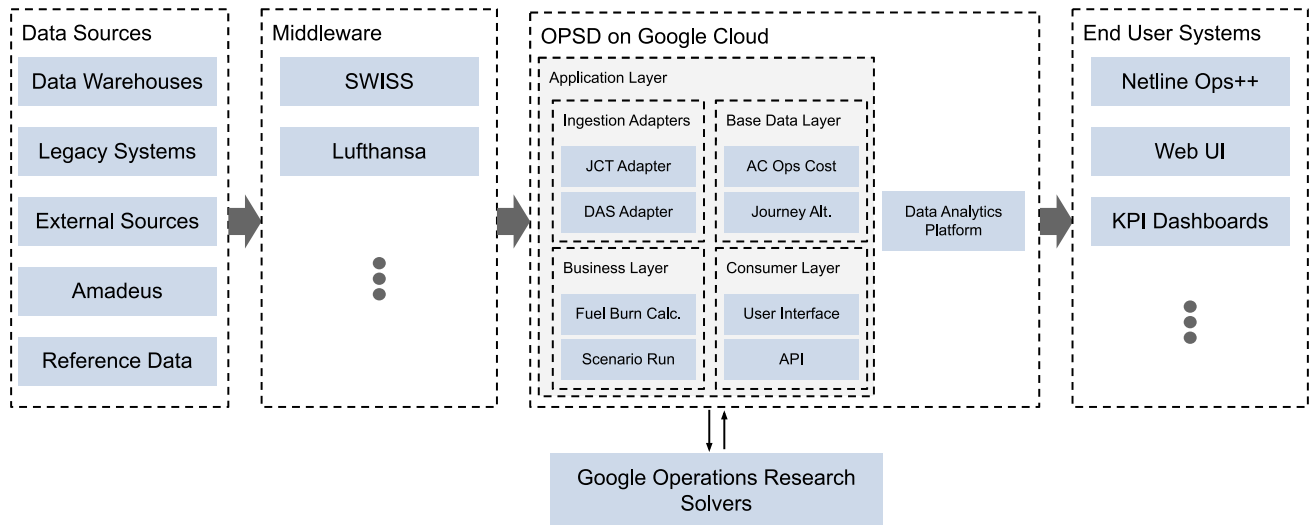 Data Sources
Data Warehouses
Legacy Systems
External Sources
Amadeus
Reference Data
Middleware
SWISS
Lufthansa
OPSD on Google Cloud
Application Layer
Ingestion Adapters
JCT Adapter
DAS Adapter
Base Data Layer
AC Ops Cost
Journey Alt.
Business Layer
Fuel Burn Calc.
Scenario Run
Consumer Layer
User Interface
API
Data Analytics
Platform
End User Systems
Netline Ops++
Web UI
KPI Dashboards
Google Operations Research
Solvers